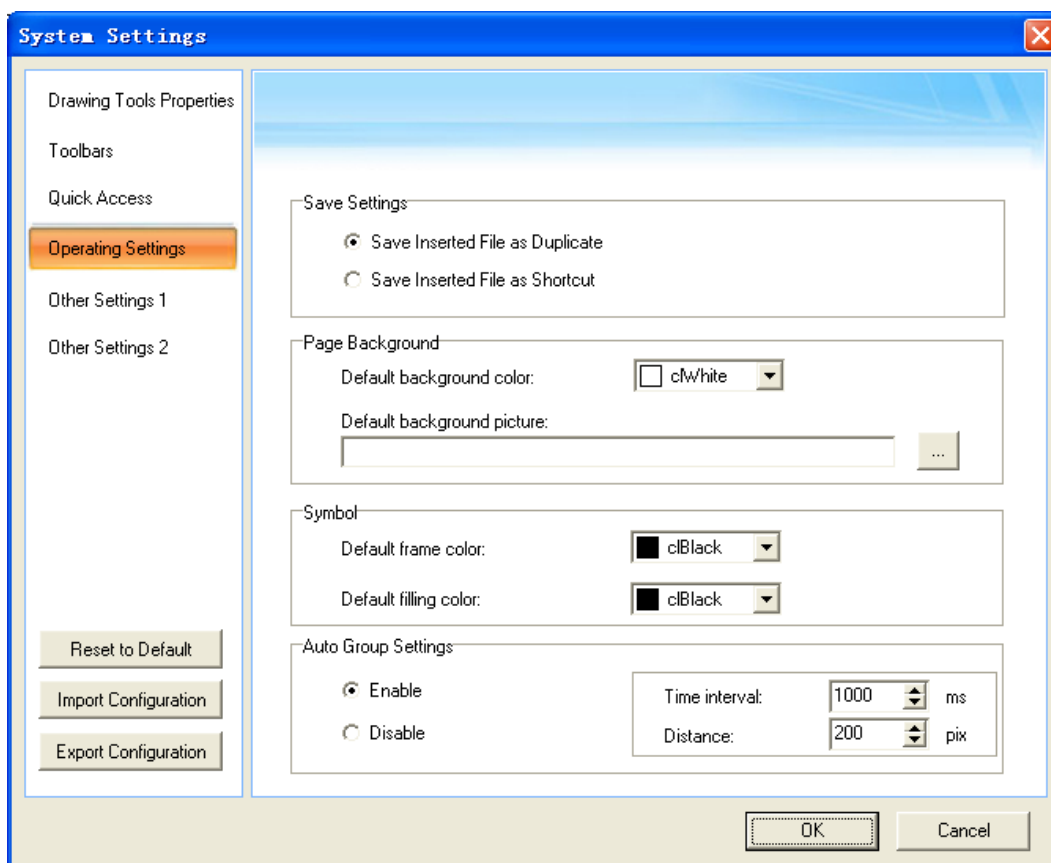 System Settings
Drawing Tools Properties
Toolbars
Quick Access
Operating Settings
Other Settings 1
Other Settings 2
Reset to Default
Import Configuration
Export Configuration
Save Settings
Save Inserted File as Duplicate
Save Inserted File as Shortcut
Page Background
Default background color: clWhite
Default background picture:
...
Symbol
Default frame color: clBlack
Default filling color: clBlack
Auto Group Settings
Enable
Disable
Time interval: 1000 ms
Distance: 200 pix
OK Cancel